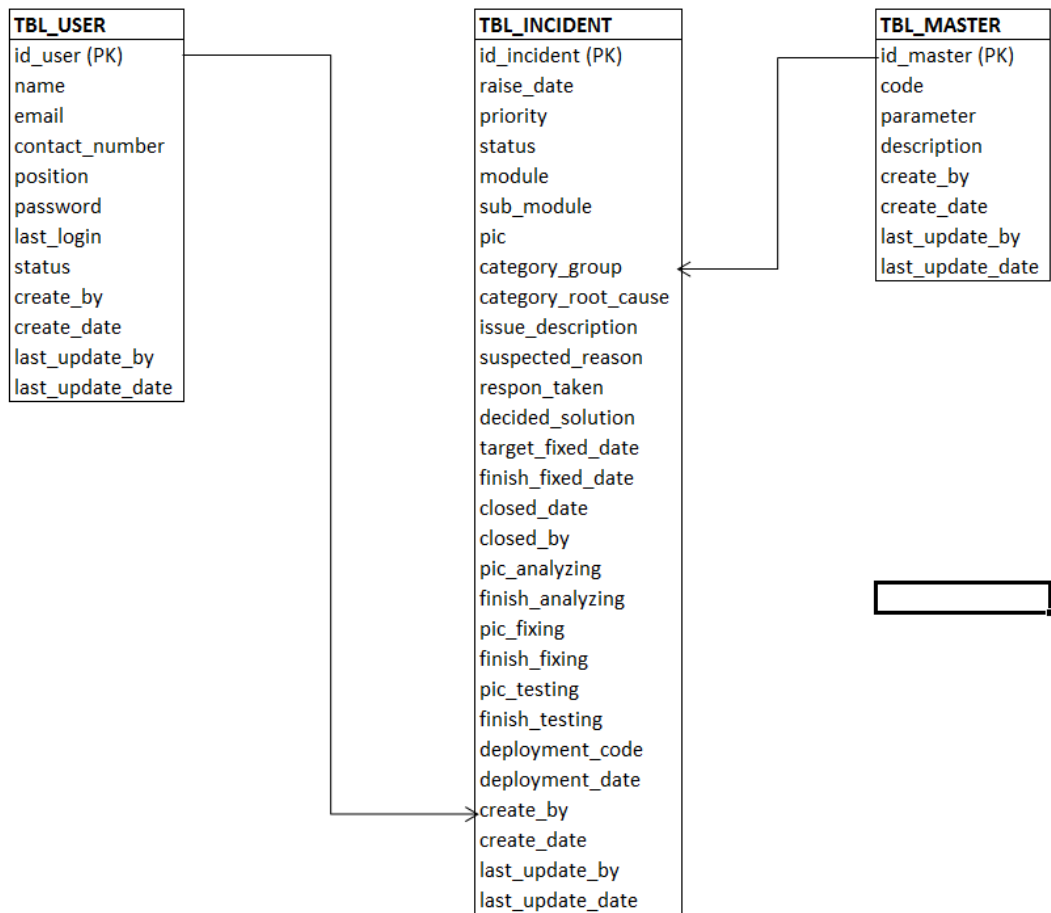 TBL_USER
id_user (PK)
name
email
contact_number
position
password
last_login
status
create_by
create_date
last_update_by
last_update_date
TBL_INCIDENT
id_incident (PK)
raise_date
priority
status
module
sub_module
pic
category_group
category_root_cause
issue_description
suspected_reason
respon_taken
decided_solution
target_fixed_date
finish_fixed_date
closed_date
closed_by
pic_analyzing
finish_analyzing
pic_fixing
finish_fixing
pic_testing
finish_testing
deployment_code
deployment_date
create_by
create_date
last_update_by
last_update_date
TBL_MASTER
id_master (PK)
code
parameter
description
create_by
create_date
last_update_by
last_update_date